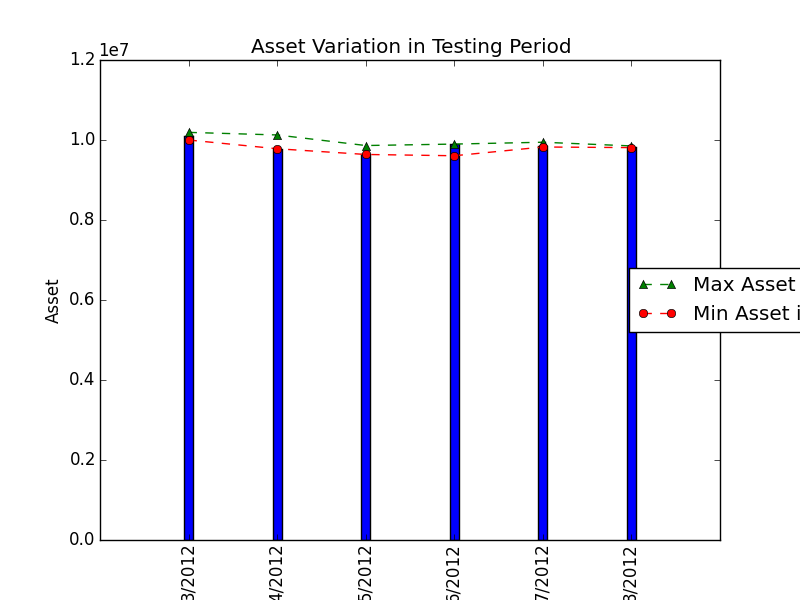 Asset Variation in Testing Period
1e7
1.2
1.0
0.8
0.6
0.4
0.2
0.0
Asset
Max Asset
Min Asset i
3/2012
4/2012
5/2012
6/2012
7/2012
8/2012